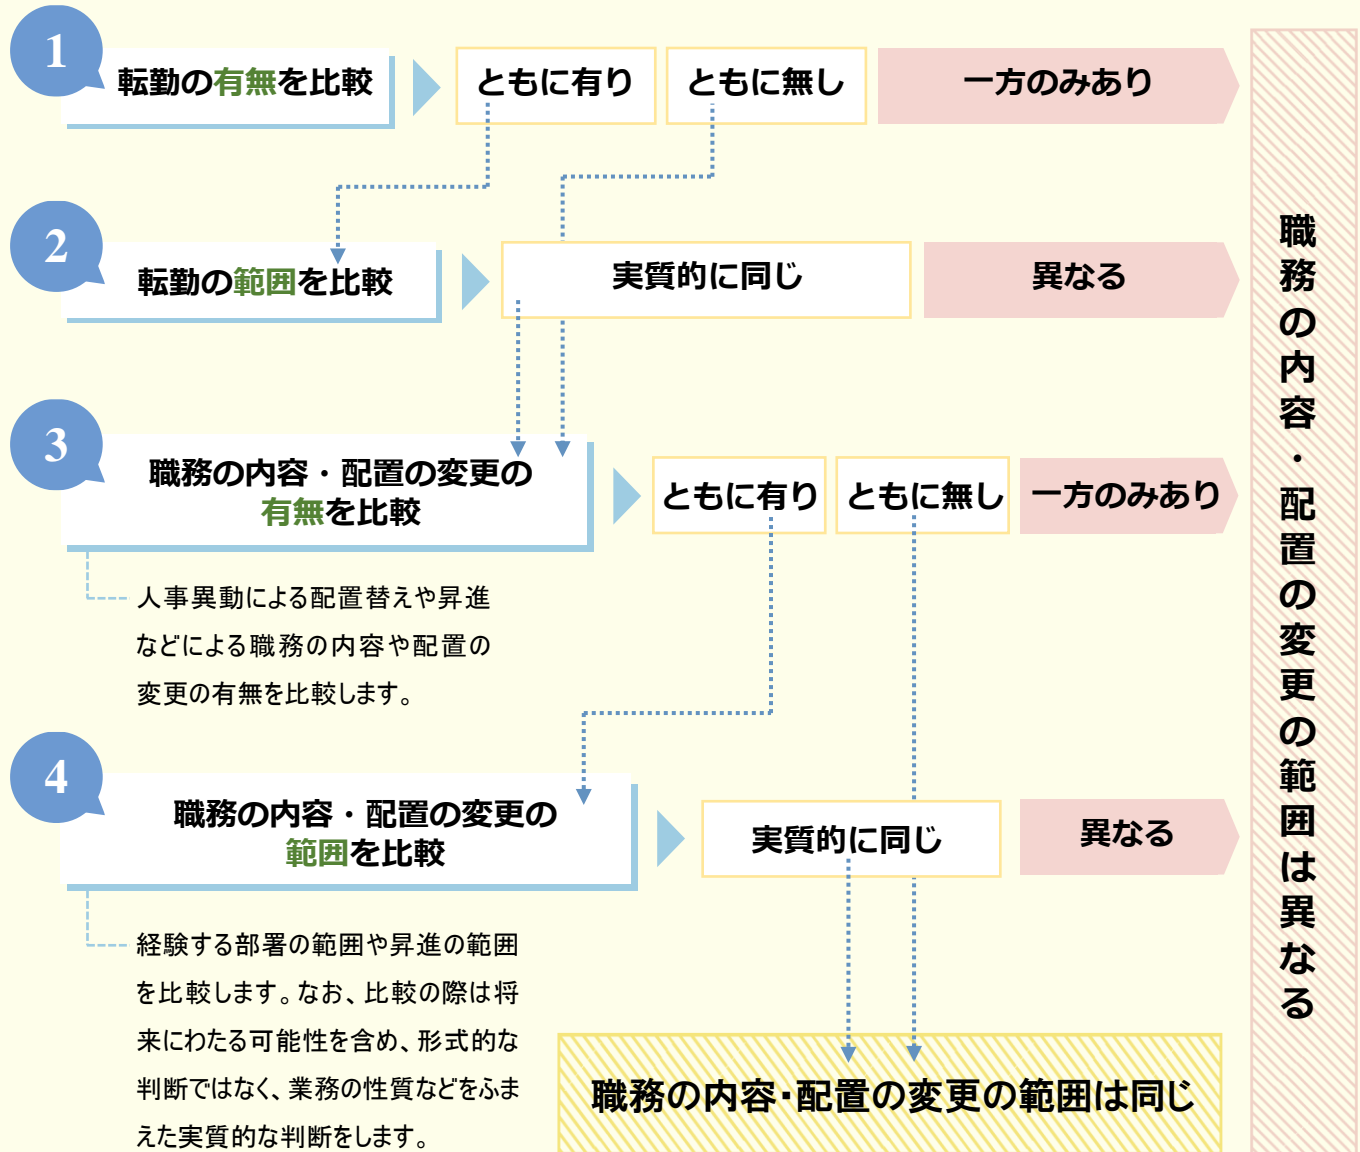 1
転勤の有無を比較
ともに有り
ともに無し
一方のみあり
2
転勤の範囲を比較
実質的に同じ
異なる
3
職務の内容・配置の変更の
有無を比較
ともに有り
ともに無し
一方のみあり
人事異動による配置替えや昇進
などによる職務の内容や配置の
変更の有無を比較します。
4
職務の内容・配置の変更の
範囲を比較
実質的に同じ
異なる
経験する部署の範囲や昇進の範囲
を比較します。なお、比較の際は将
来にわたる可能性を含め、形式的な
判断ではなく、業務の性質などをふま
えた実質的な判断をします。
職務の内容・配置の変更の範囲は同じ
職務の内容・配置の変更の範囲は異なる